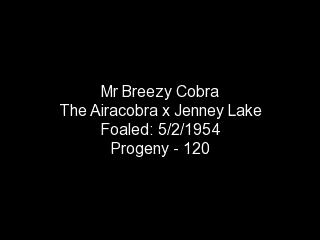 Mr Breezy Cobra
The Airacobra x Jenney Lake
Foaled: 5/2/1954
Progeny - 120